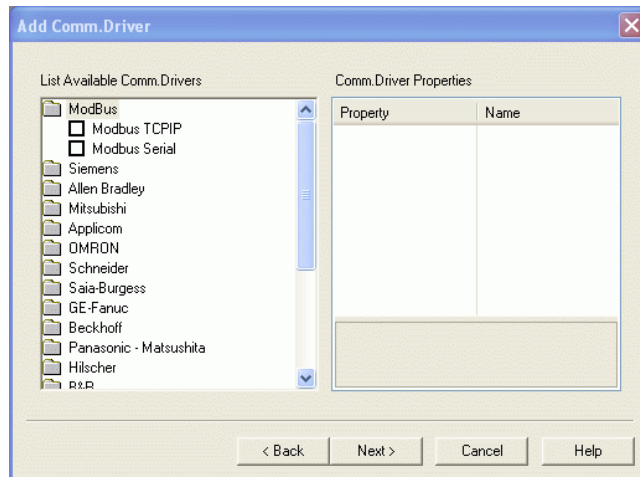 Add Comm.Driver
List Available Comm.Drivers
ModBus
Modbus TCPIP
Modbus Serial
Siemens
Allen Bradley
Mitsubishi
Applicom
OMRON
Schneider
Saia-Burgess
GE-Fanuc
Beckhoff
Panasonic - Matsushita
Hilscher
B&R
Comm.Driver Properties
Property Name
< Back Next > Cancel Help